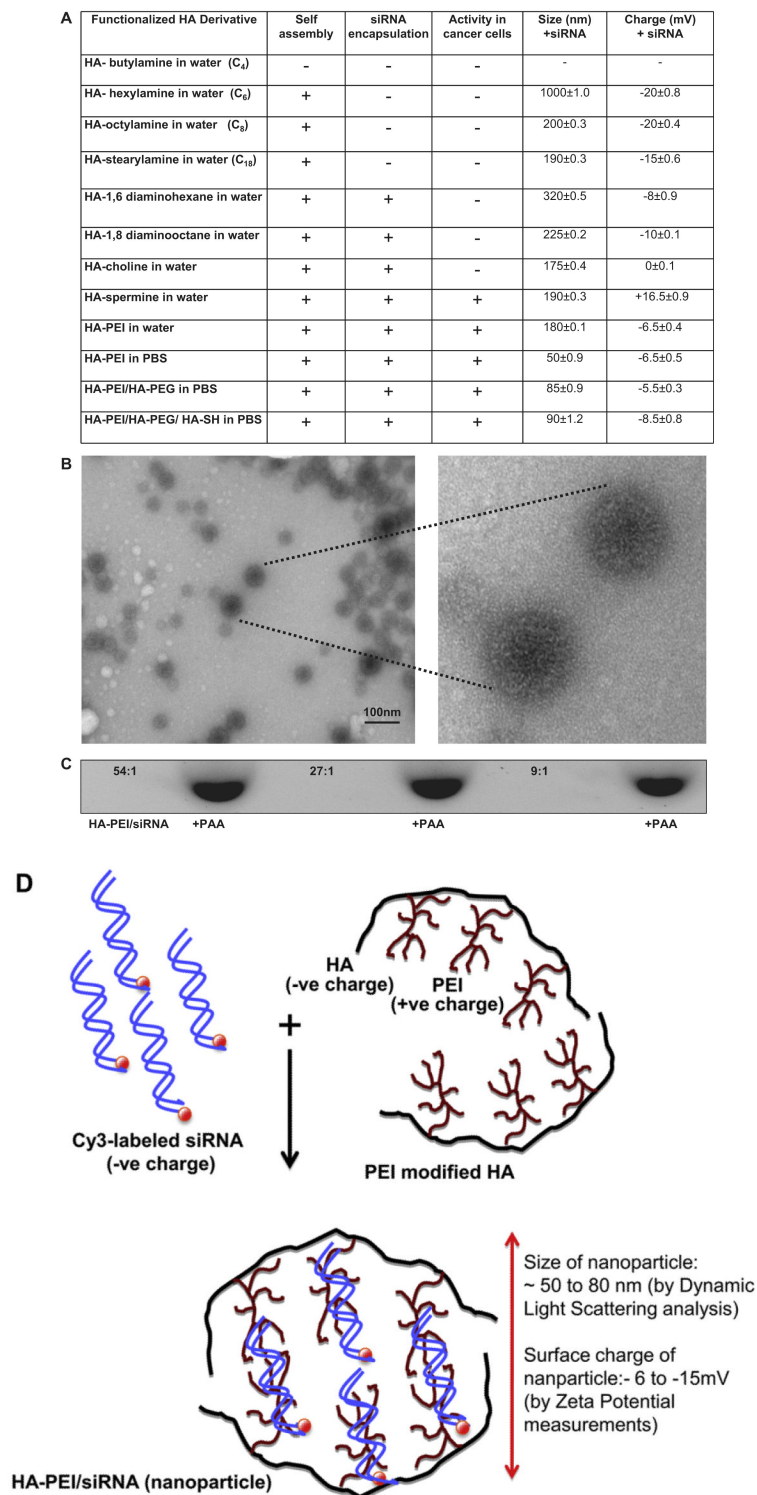 A
Functionalized HA Derivative | Self assembly | siRNA encapsulation | Activity in cancer cells | Size (nm) +siRNA | Charge (mV) + siRNA
HA- butylamine in water (C4) | - | - | - | - | -
HA- hexylamine in water (C6) | + | - | - | 1000±1.0 | -20±0.8
HA-octylamine in water (C8) | + | - | - | 200±0.3 | -20±0.4
HA-stearylamine in water (C18) | + | - | - | 190±0.3 | -15±0.6
HA-1,6 diaminohexane in water | + | + | - | 320±0.5 | -8±0.9
HA-1,8 diaminooctane in water | + | + | - | 225±0.2 | -10±0.1
HA-choline in water | + | + | - | 175±0.4 | 0±0.1
HA-spermine in water | + | + | + | 190±0.3 | +16.5±0.9
HA-PEI in water | + | + | + | 180±0.1 | -6.5±0.4
HA-PEI in PBS | + | + | + | 50±0.9 | -6.5±0.5
HA-PEI/HA-PEG in PBS | + | + | + | 85±0.9 | -5.5±0.3
HA-PEI/HA-PEG/ HA-SH in PBS | + | + | + | 90±1.2 | -8.5±0.8
B
100nm
C
54:1 27:1 9:1
HA-PEI/siRNA +PAA +PAA +PAA
D
HA
(-ve charge)
PEI
(+ve charge)
+
Cy3-labeled siRNA
(-ve charge)
PEI modified HA
Size of nanoparticle:
~ 50 to 80 nm (by Dynamic
Light Scattering analysis)
Surface charge of
nanparticle:- 6 to -15mV
(by Zeta Potential
measurements)
HA-PEI/siRNA (nanoparticle)